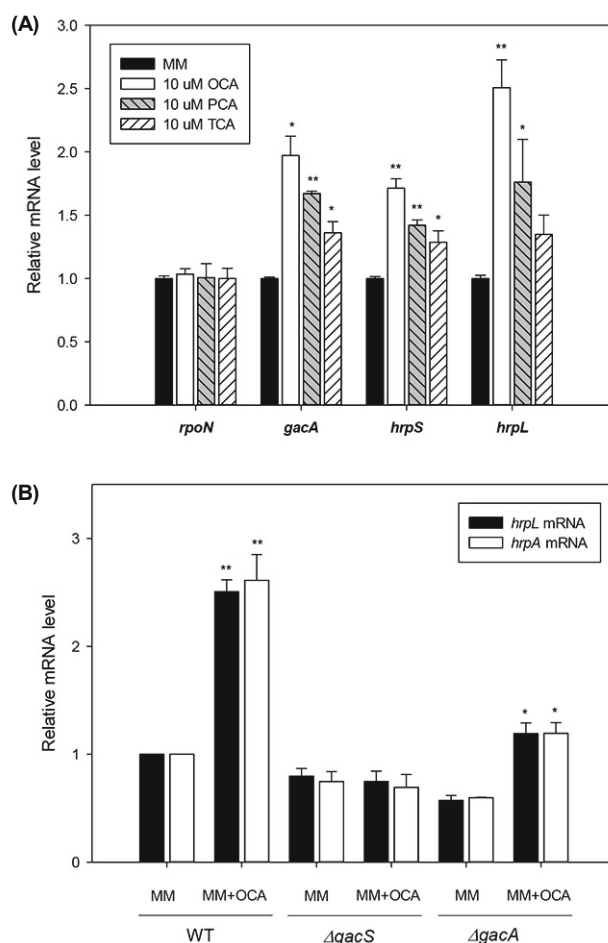 (A)
3.0
2.5
2.0
1.5
1.0
0.5
0.0
Relative mRNA level
MM
10 uM OCA
10 uM PCA
10 uM TCA
* ** * ** ** * ** *
rpoN gacA hrpS hrpL
(B)
3
2
1
0
Relative mRNA level
hrpL mRNA
hrpA mRNA
** ** * *
MM MM+OCA MM MM+OCA MM MM+OCA
WT ΔgacS ΔgacA